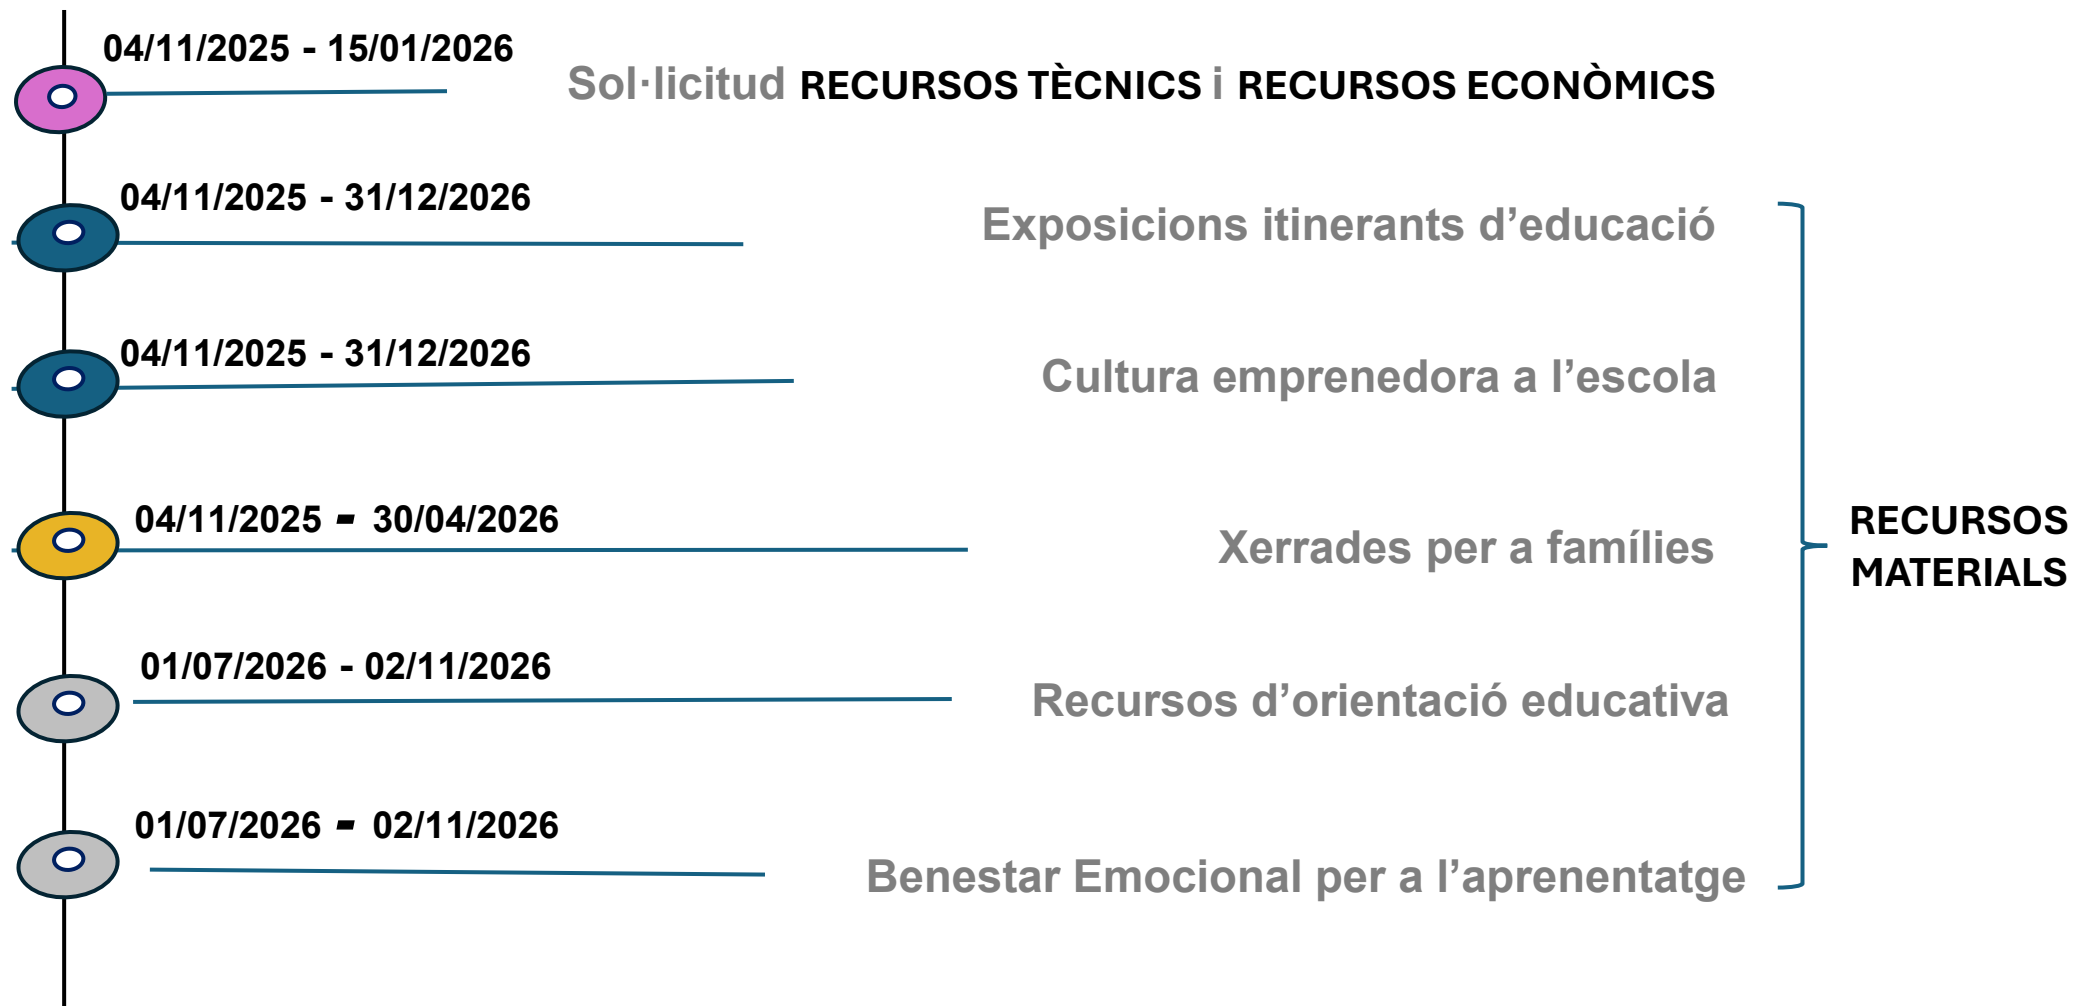 04/11/2025 - 15/01/2026
Sol·licitud RECURSOS TÈCNICS i RECURSOS ECONÒMICS
04/11/2025 - 31/12/2026
Exposicions itinerants d’educació
04/11/2025 - 31/12/2026
Cultura emprenedora a l’escola
04/11/2025 - 30/04/2026
Xerrades per a famílies
RECURSOS
MATERIALS
01/07/2026 - 02/11/2026
Recursos d’orientació educativa
01/07/2026 - 02/11/2026
Benestar Emocional per a l’aprenentatge